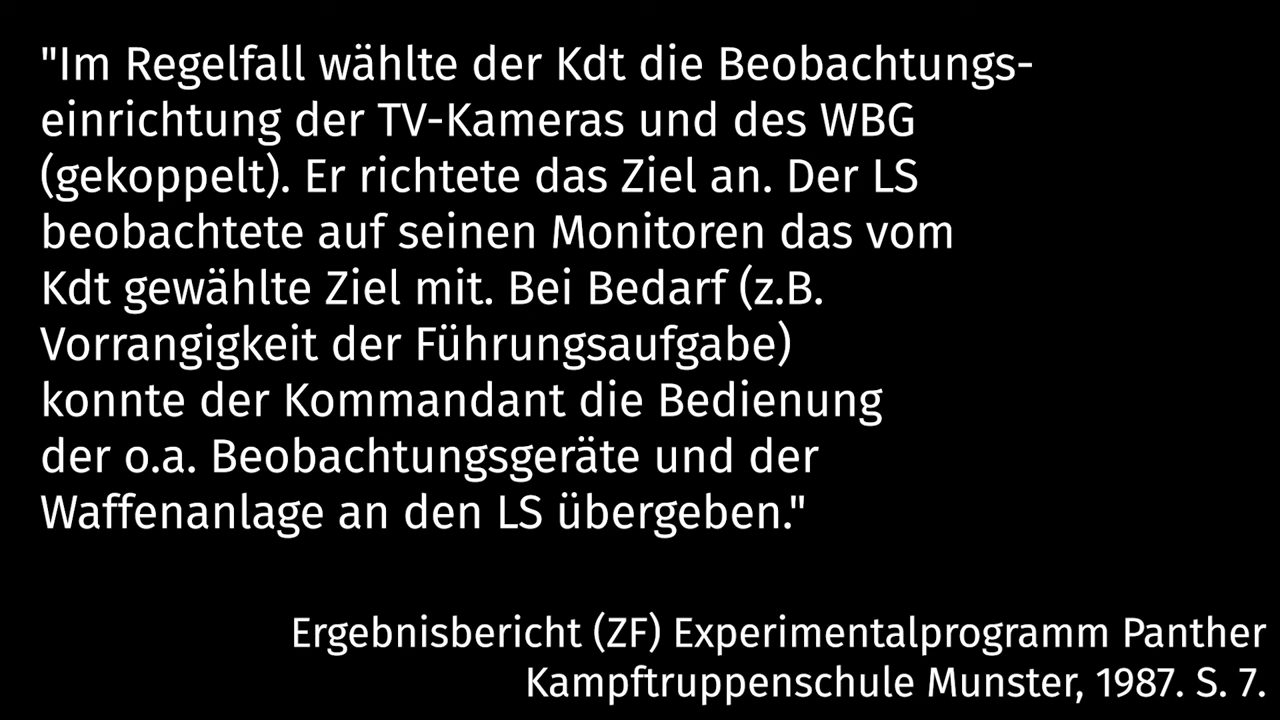 "Im Regelfall wählte der Kdt die Beobachtungs-
einrichtung der TV-Kameras und des WBG
(gekoppelt). Er richtete das Ziel an. Der LS
beobachtete auf seinen Monitoren das vom
Kdt gewählte Ziel mit. Bei Bedarf (z.B.
Vorrangigkeit der Führungsaufgabe)
konnte der Kommandant die Bedienung
der o.a. Beobachtungsgeräte und der
Waffenanlage an den LS übergeben."
Ergebnisbericht (ZF) Experimentalprogramm Panther
Kampftruppenschule Munster, 1987. S. 7.